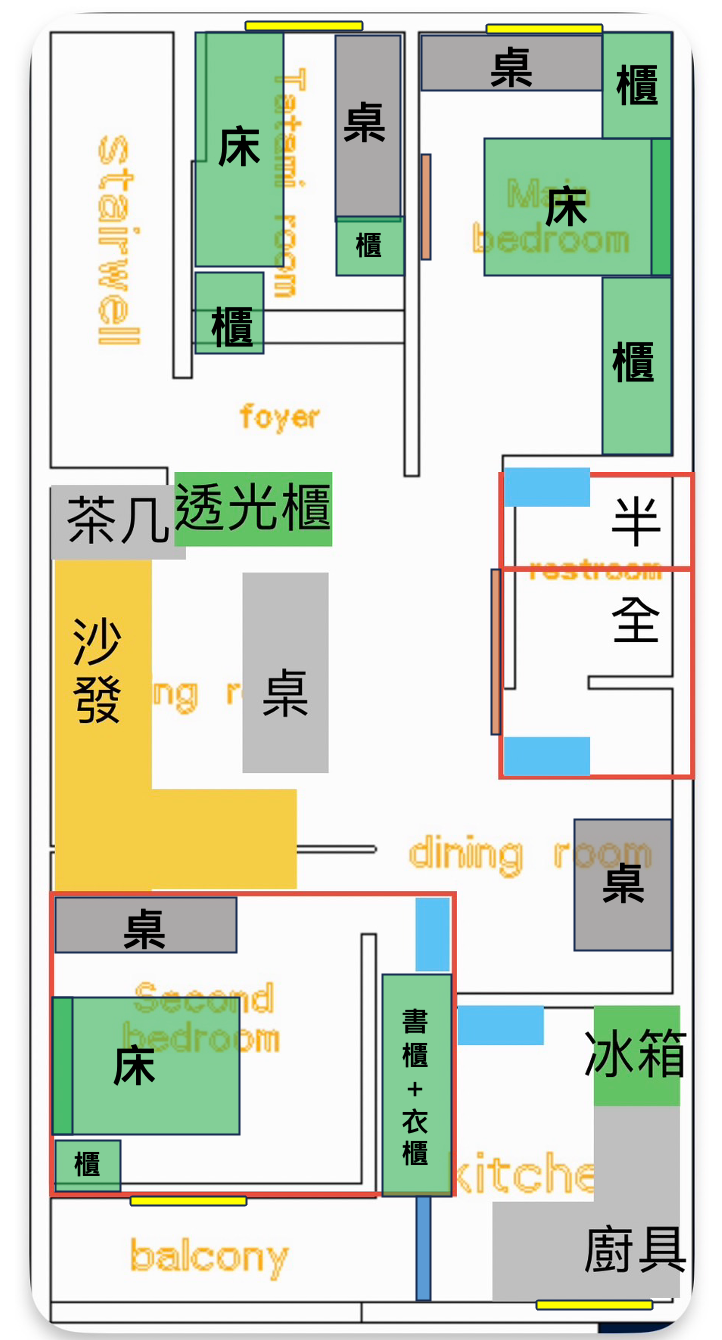 桌
櫃
床
桌
Tatami room
stairwell
床
Main
bedroom
櫃
櫃
櫃
foyer
茶几
透光櫃
半
restroom
全
沙
發
ng r
桌
dining room
桌
桌
Second
bedroom
床
書
櫃
+
衣
櫃
冰箱
櫃
kitche
廚具
balcony